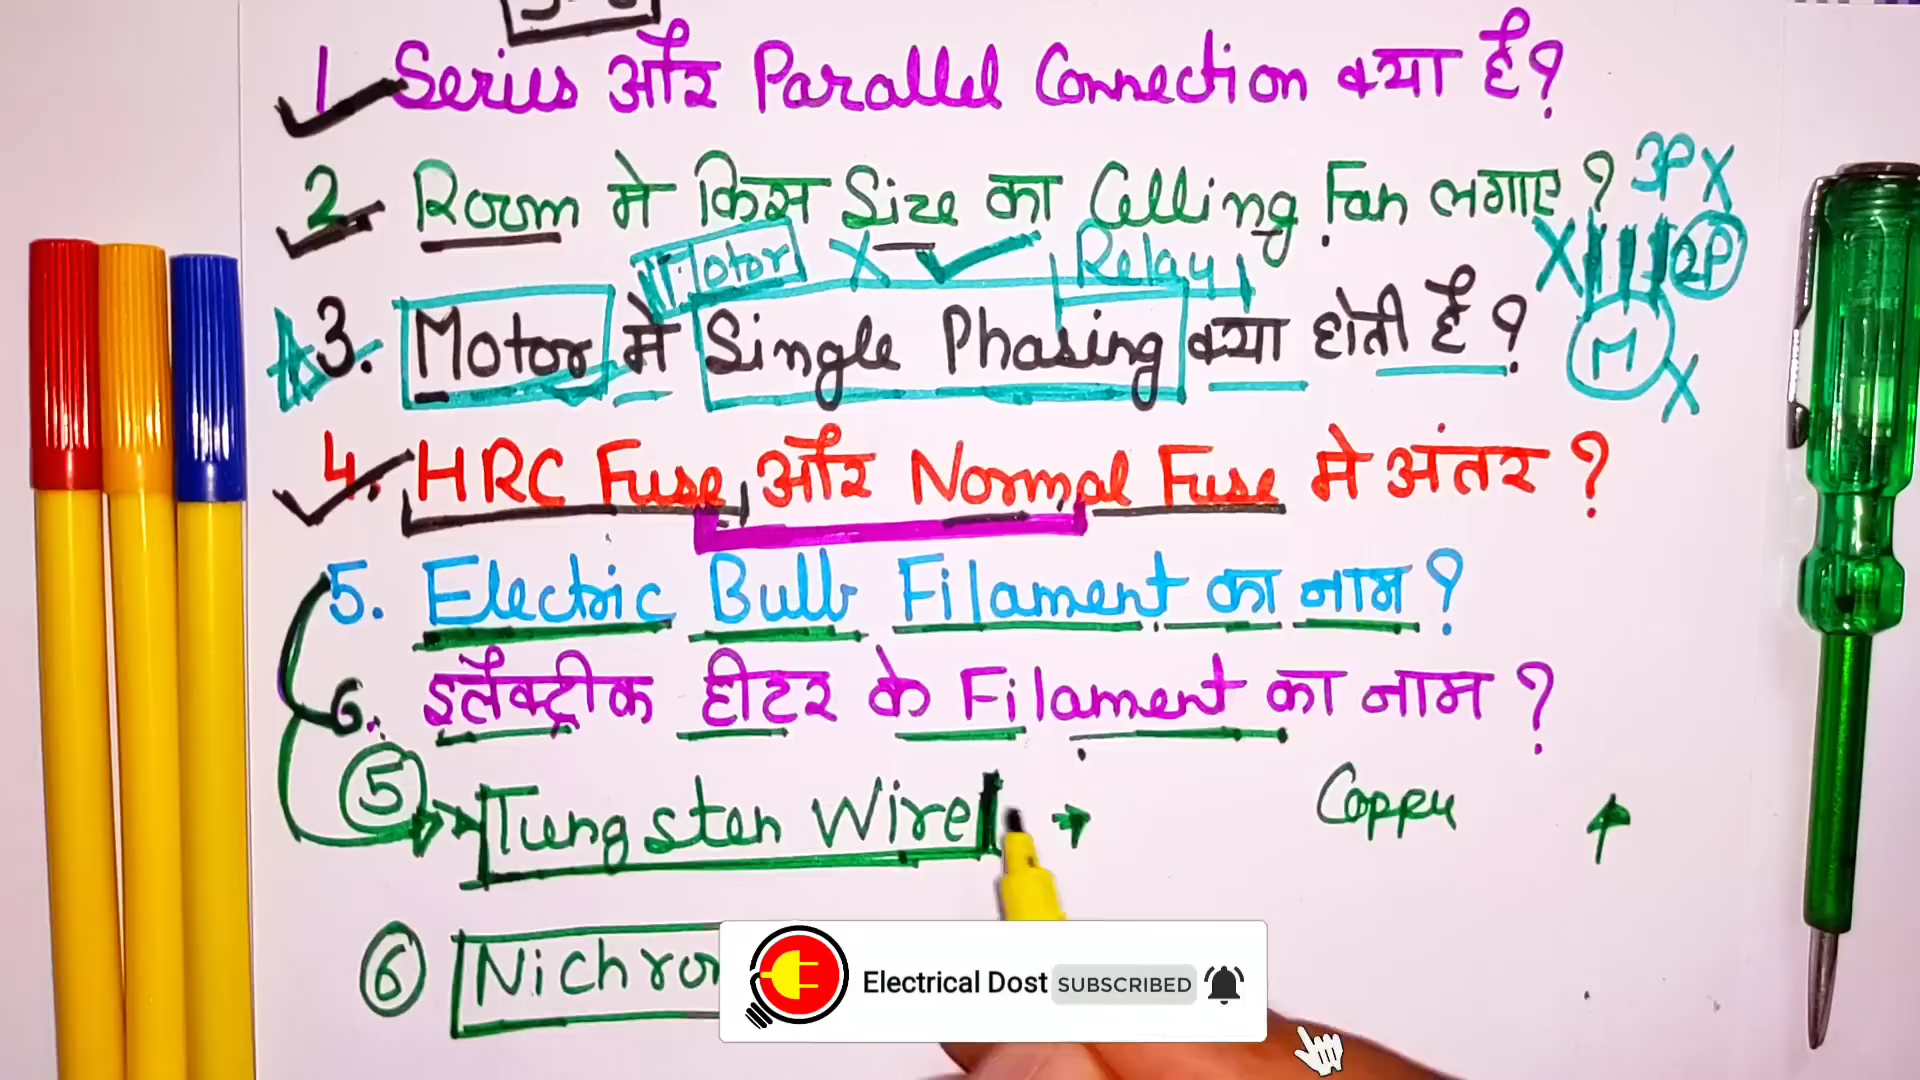 1 Series और Parallel Connection क्या है?
2. Room मे किस Size का Celling Fan लगाए ? 3P X
Motor X Relay X 2P
3. Motor मे Single Phasing क्या होती है ? M X
4. HRC Fuse और Normal Fuse मे अंतर ?
5. Electric Bulb Filament का नाम ?
6. इलैक्ट्रीक हीटर के Filament का नाम ?
5 Tungsten Wire
6 Nichro
Electrical Dost SUBSCRIBED